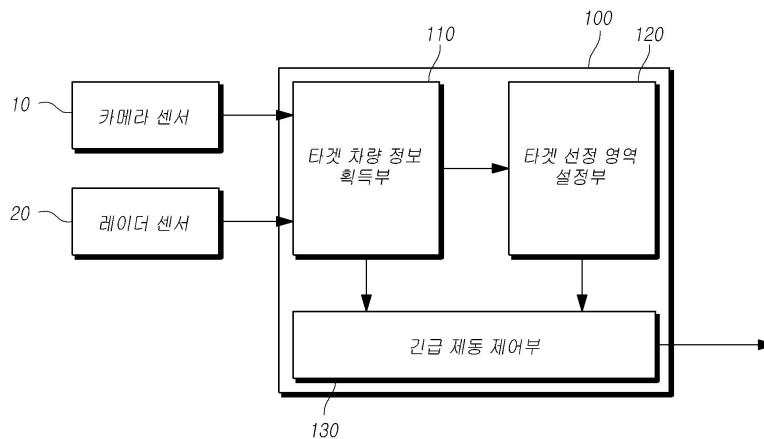 100
110
120
10
카메라 센서
타겟 차량 정보
획득부
타겟 선정 영역
설정부
20
레이더 센서
긴급 제동 제어부
130